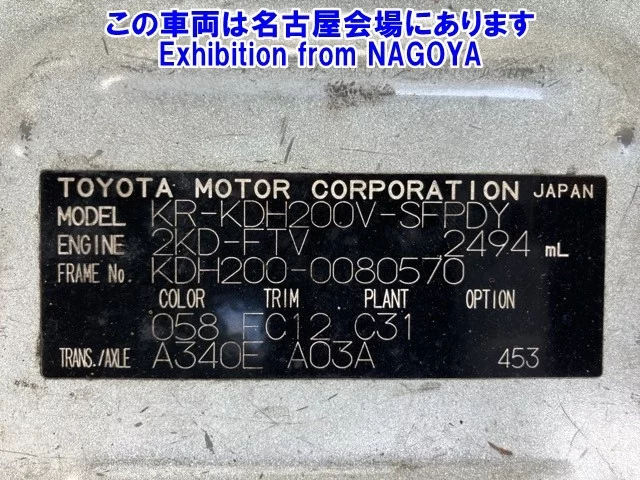 この車両は名古屋会場にあります
Exhibition from NAGOYA
TOYOTA MOTOR CORPORATION JAPAN
MODEL KR-KDH200V-SFPDY
ENGINE 2KD-FTV 2494 mL
FRAME No. KDH200-0080570
COLOR TRIM PLANT OPTION
058 FC12 C31
TRANS./AXLE A340E A03A 453